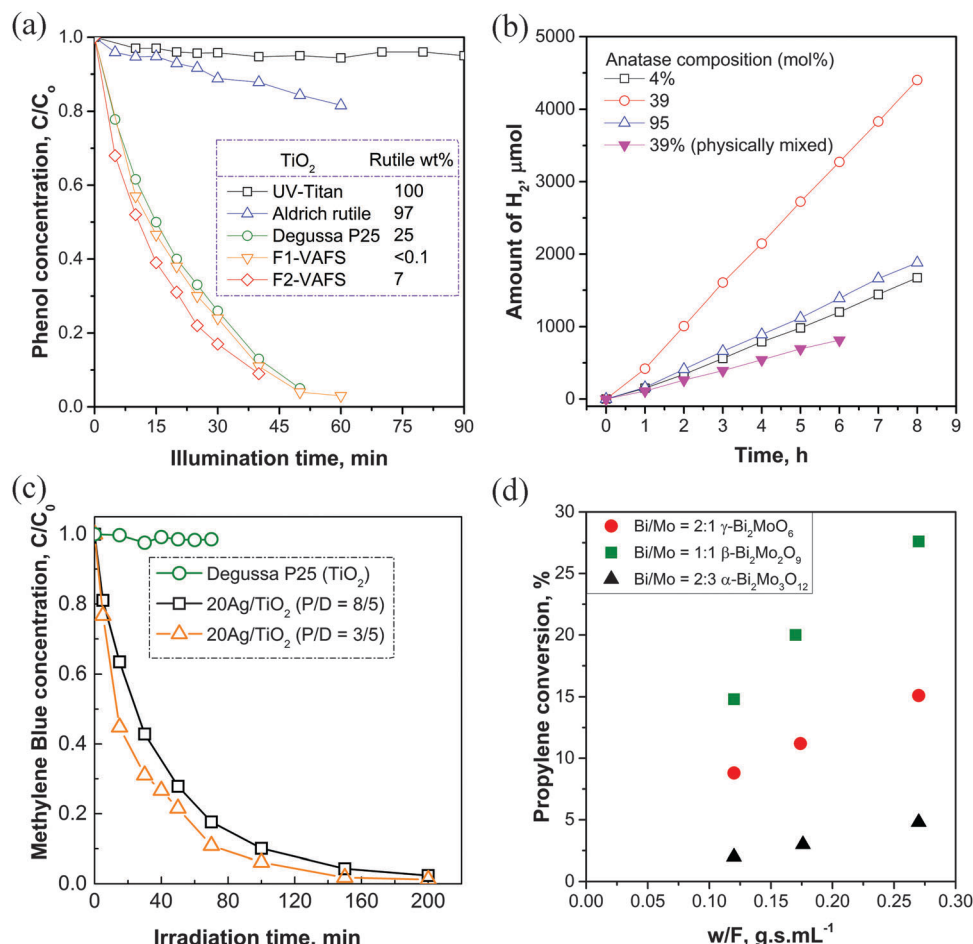 (a)
Phenol concentration, C/C₀
1.0
0.8
0.6
0.4
0.2
0.0
TiO₂ Rutile wt%
UV-Titan 100
Aldrich rutile 97
Degussa P25 25
F1-VAFS <0.1
F2-VAFS 7
0 15 30 45 60 75 90
Illumination time, min
(b)
Amount of H₂, μmol
5000
4000
3000
2000
1000
0
Anatase composition (mol%)
4%
39
95
39% (physically mixed)
0 1 2 3 4 5 6 7 8 9
Time, h
(c)
Methylene Blue concentration, C/C₀
1.0
0.8
0.6
0.4
0.2
0.0
Degussa P25 (TiO₂)
20Ag/TiO₂ (P/D = 8/5)
20Ag/TiO₂ (P/D = 3/5)
0 40 80 120 160 200
Irradiation time, min
(d)
Propylene conversion, %
30
25
20
15
10
5
0
Bi/Mo = 2:1 γ-Bi₂MoO₆
Bi/Mo = 1:1 β-Bi₂Mo₂O₉
Bi/Mo = 2:3 α-Bi₂Mo₃O₁₂
0.00 0.05 0.10 0.15 0.20 0.25 0.30
w/F, g.s.mL⁻¹